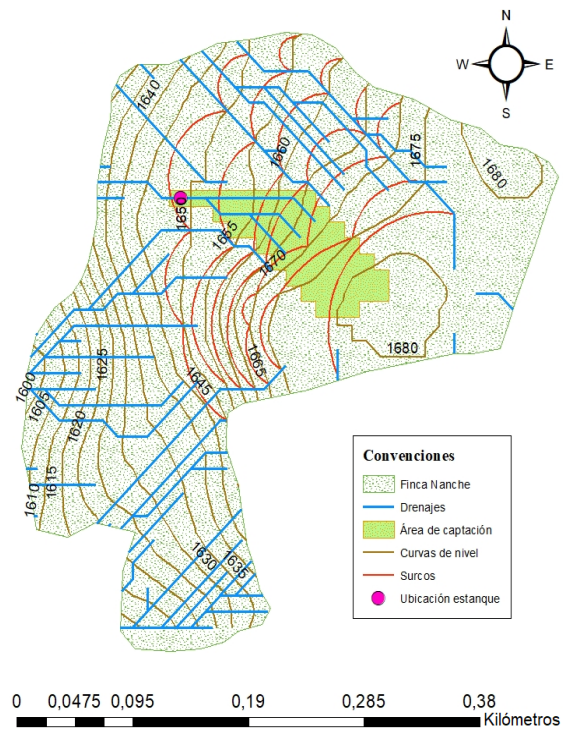 N
W E
S
1640
1660
1675
1680
1650
1655
1670
1680
1665
1645
1625
1600
1605
1620
1615
1610
1630
1635
Convenciones
Finca Nanche
Drenajes
Área de captación
Curvas de nivel
Surcos
Ubicación estanque
0 0,0475 0,095 0,19 0,285 0,38
Kilómetros